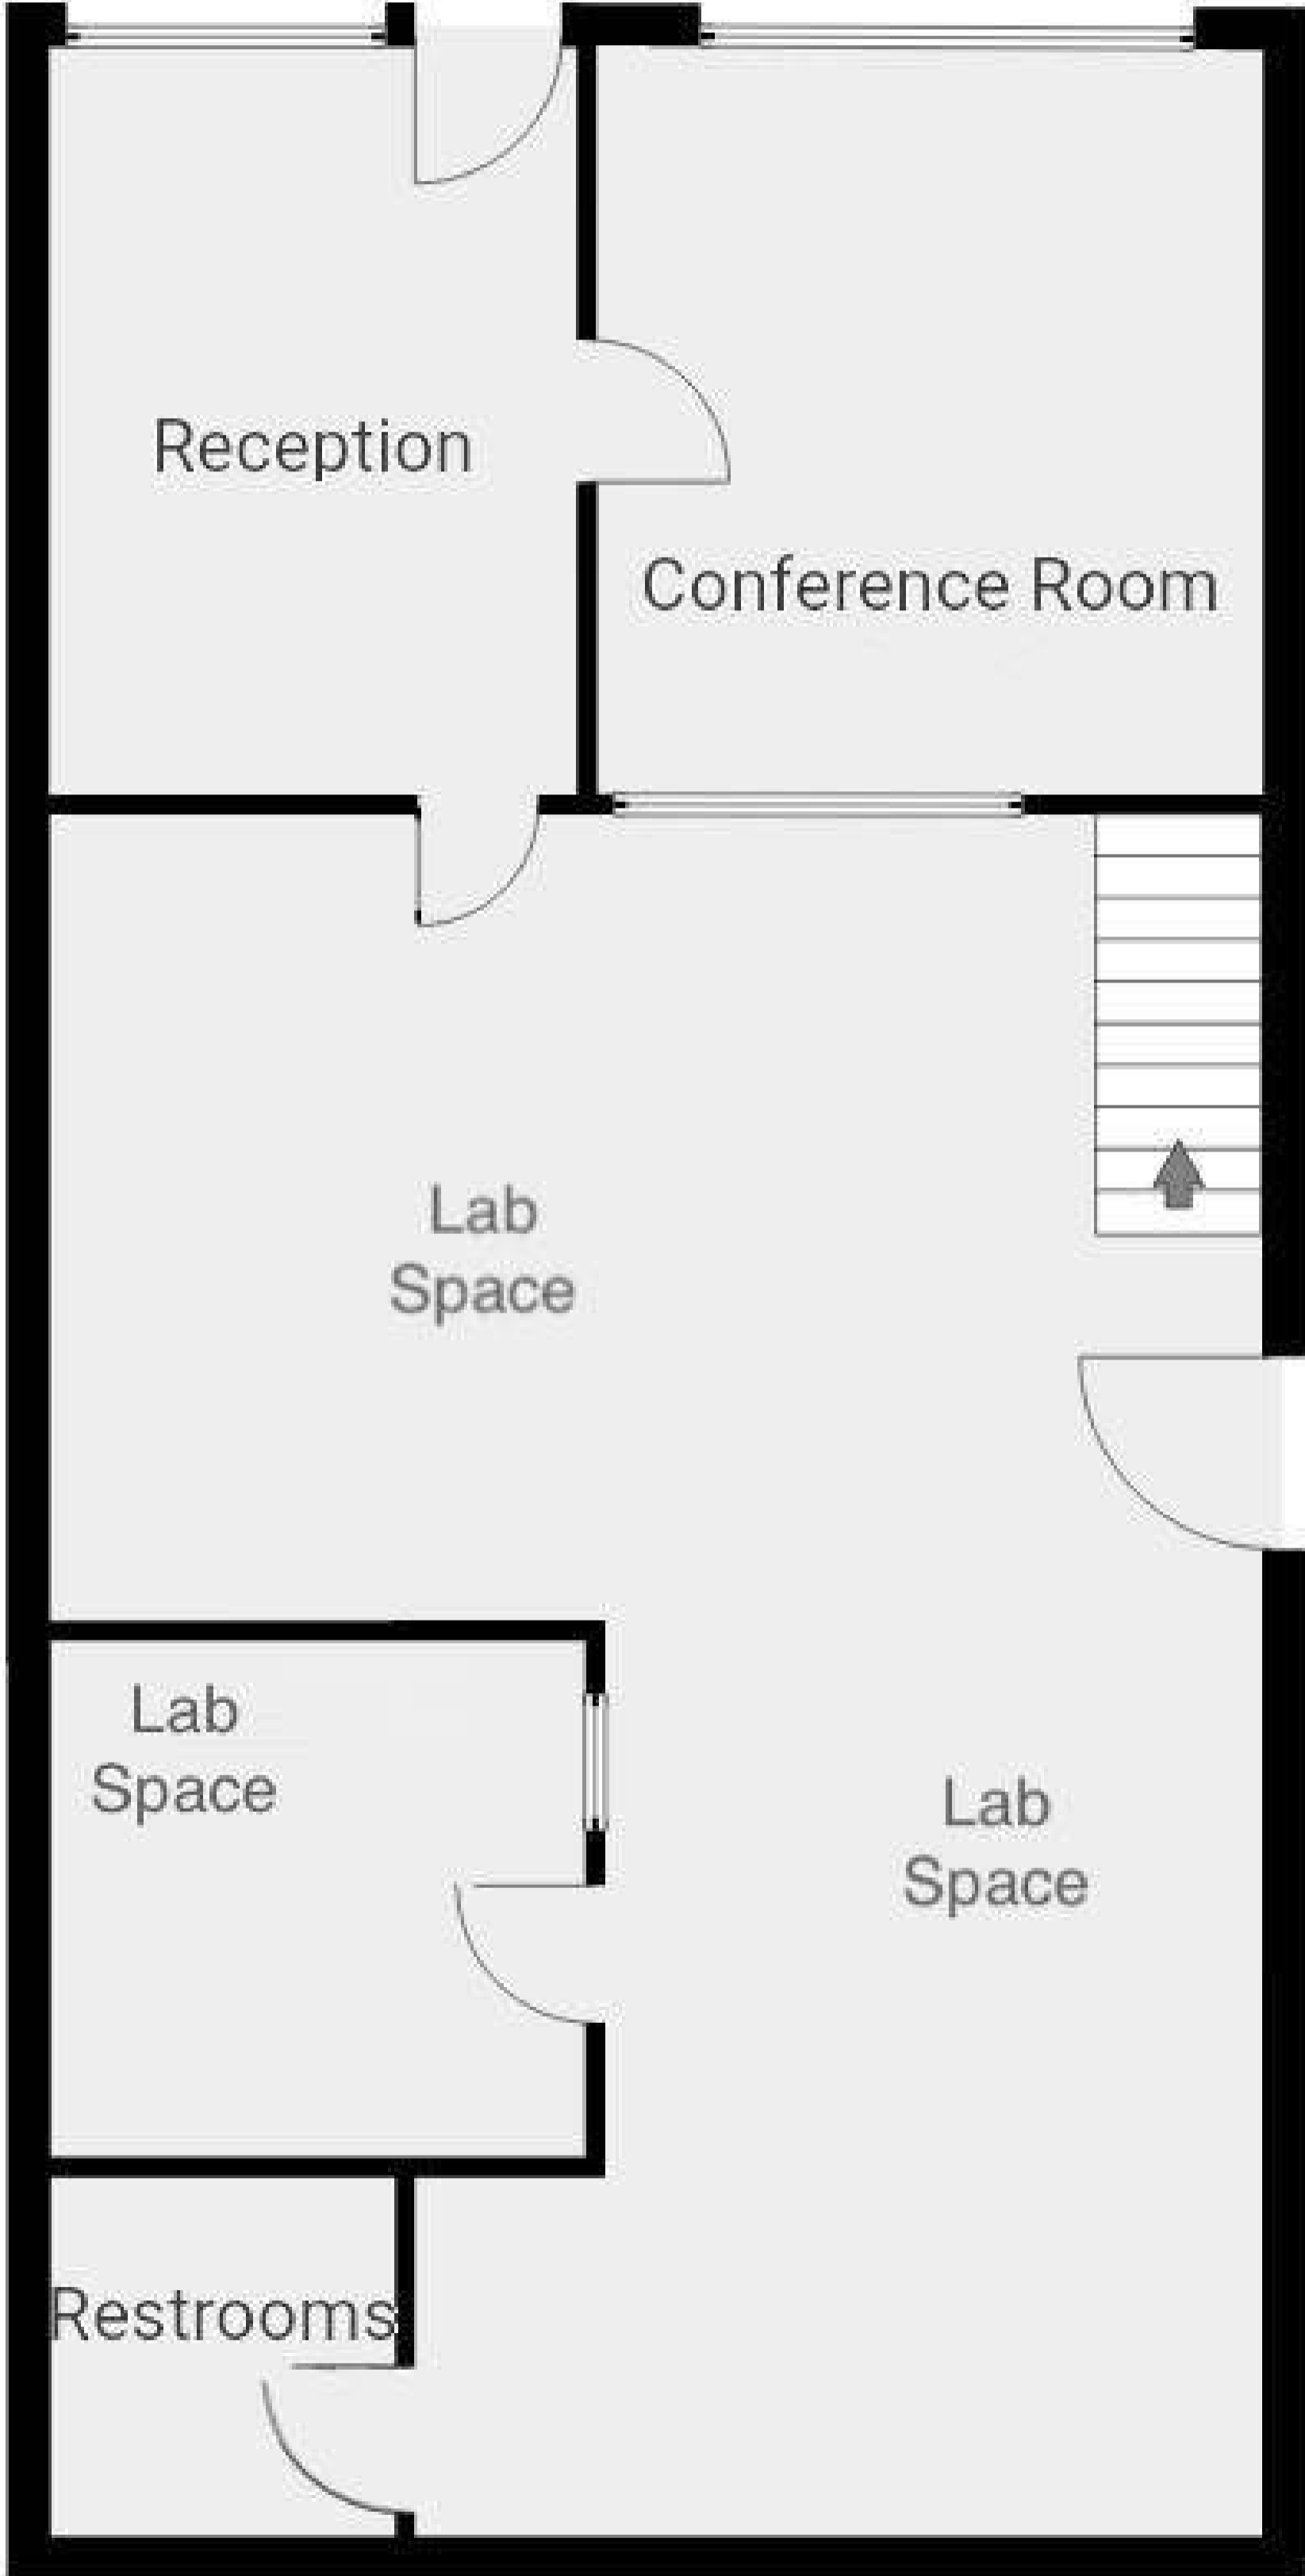 Reception
Conference Room
Lab
Space
Lab
Space
Lab
Space
Restrooms